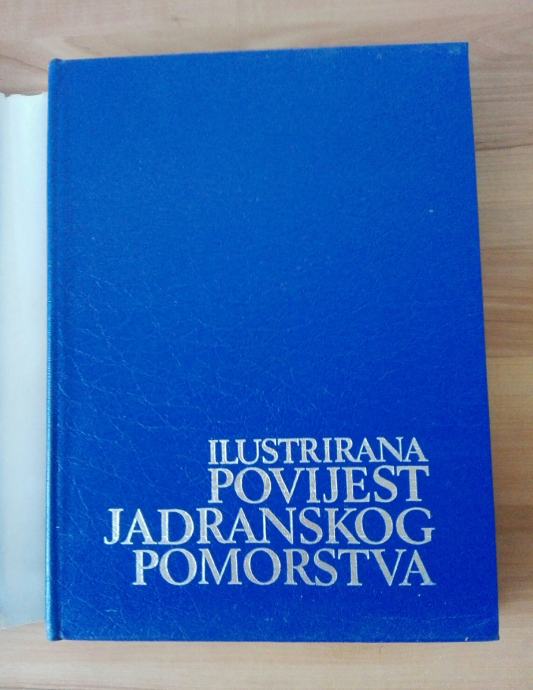 ILUSTRIRANA
POVIJEST
JADRANSKOG
POMORSTVA